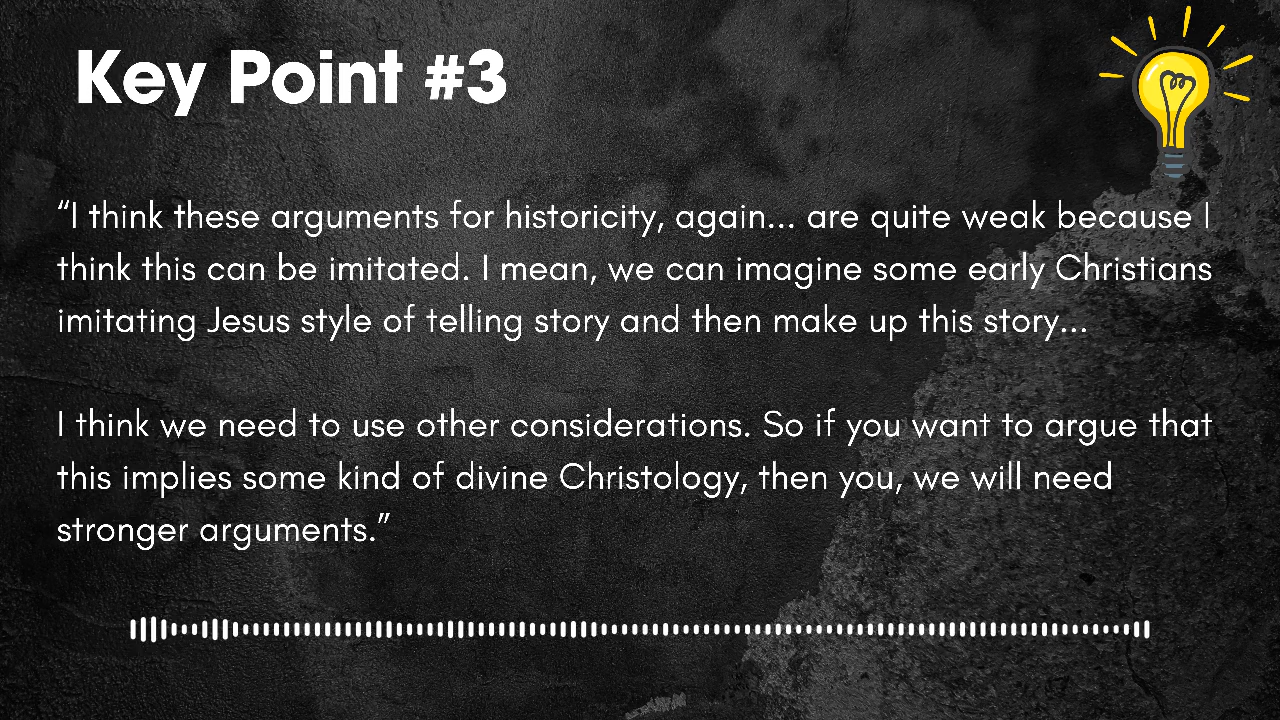 Key Point #3
“I think these arguments for historicity, again... are quite weak because I
think this can be imitated. I mean, we can imagine some early Christians
imitating Jesus style of telling story and then make up this story...
I think we need to use other considerations. So if you want to argue that
this implies some kind of divine Christology, then you, we will need
stronger arguments.”